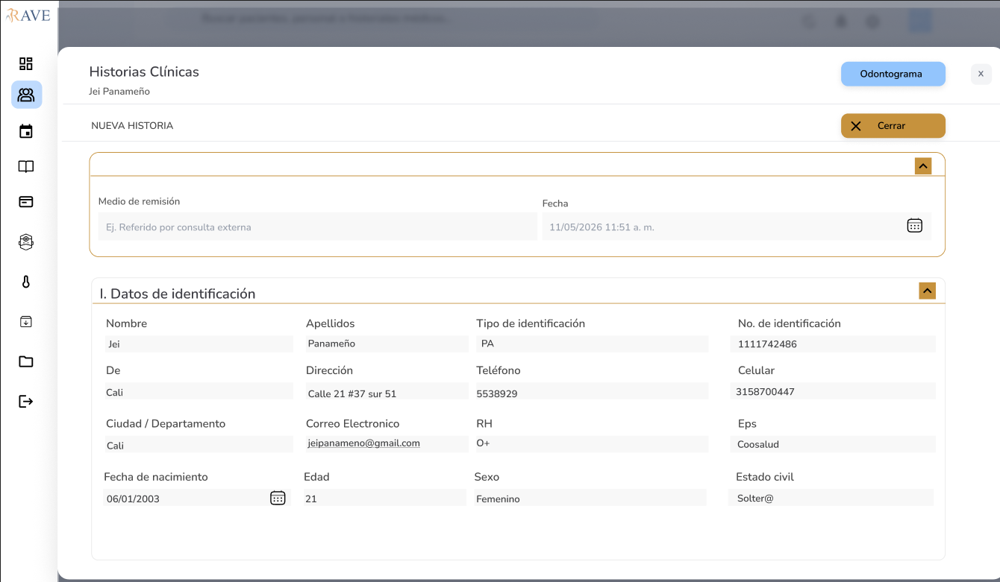 RAVE
Buscar pacientes, personal o historiales médicos...
Historias Clínicas
Odontograma
x
Jei Panameño
NUEVA HISTORIA
Cerrar
Medio de remisión
Fecha
Ej. Referido por consulta externa
11/05/2026 11:51 a. m.
I. Datos de identificación
Nombre
Apellidos
Tipo de identificación
No. de identificación
Jei
Panameño
PA
1111742486
De
Dirección
Teléfono
Celular
Cali
Calle 21 #37 sur 51
5538929
3158700447
Ciudad / Departamento
Correo Electronico
RH
Eps
Cali
jeipanameno@gmail.com
O+
Coosalud
Fecha de nacimiento
Edad
Sexo
Estado civil
06/01/2003
21
Femenino
Solter@